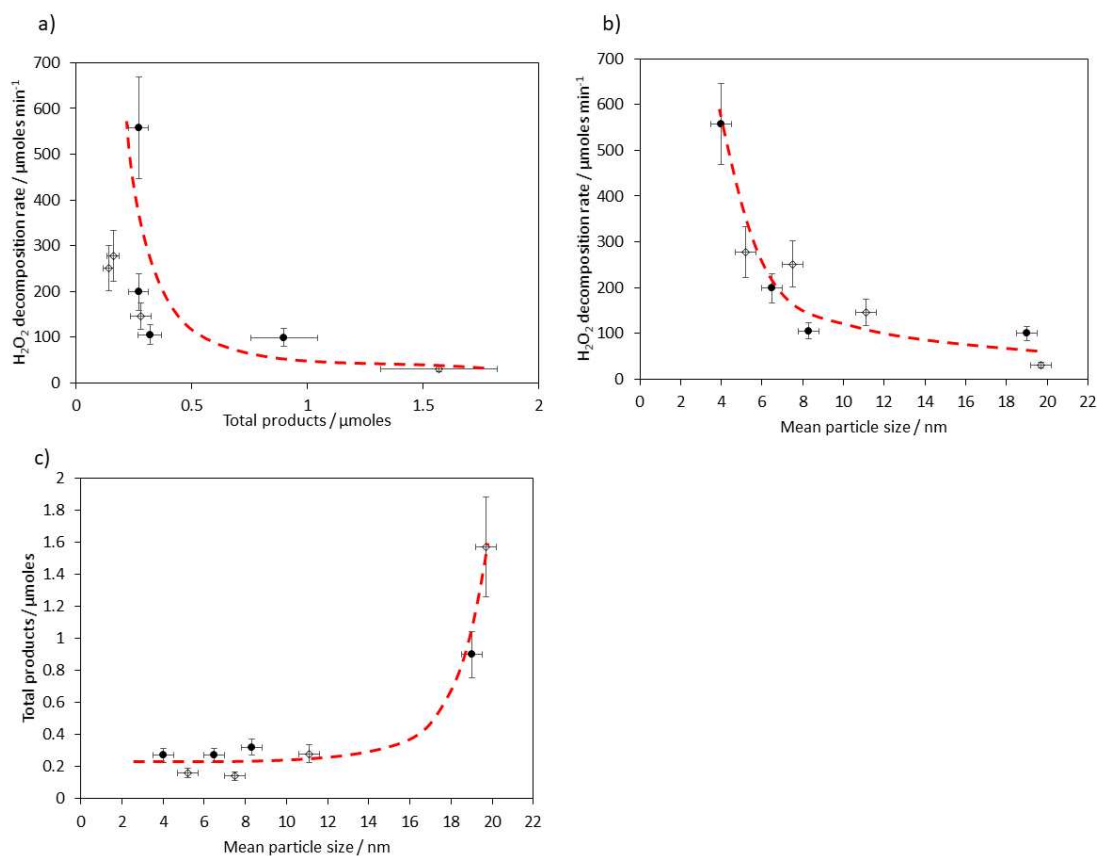 a)
H₂O₂ decomposition rate / µmoles min⁻¹
700
600
500
400
300
200
100
0
0 0.5 1 1.5 2
Total products / µmoles
b)
H₂O₂ decomposition rate / µmoles min⁻¹
700
600
500
400
300
200
100
0
0 2 4 6 8 10 12 14 16 18 20 22
Mean particle size / nm
c)
Total products / µmoles
2
1.8
1.6
1.4
1.2
1
0.8
0.6
0.4
0.2
0
0 2 4 6 8 10 12 14 16 18 20 22
Mean particle size / nm